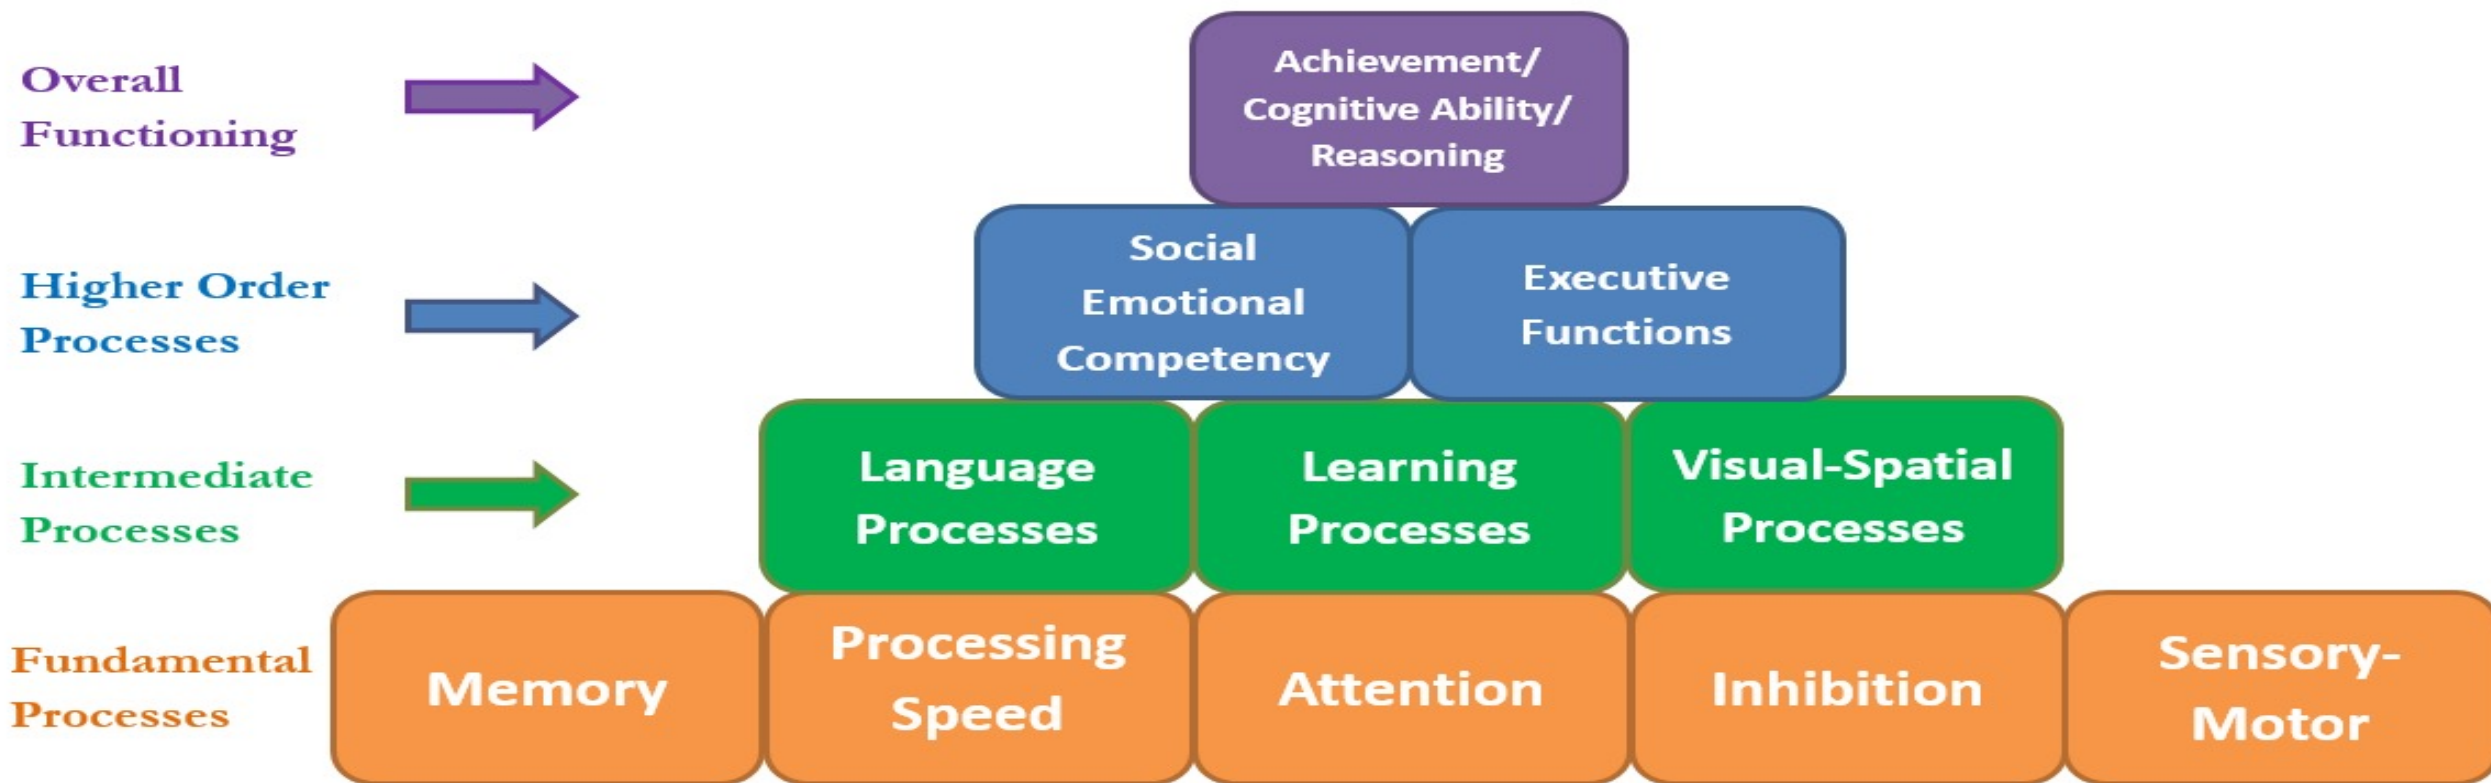 Overall
Functioning
Achievement/
Cognitive Ability/
Reasoning
Higher Order
Processes
Social
Emotional
Competency
Executive
Functions
Intermediate
Processes
Language
Processes
Learning
Processes
Visual-Spatial
Processes
Fundamental
Processes
Memory
Processing
Speed
Attention
Inhibition
Sensory-
Motor